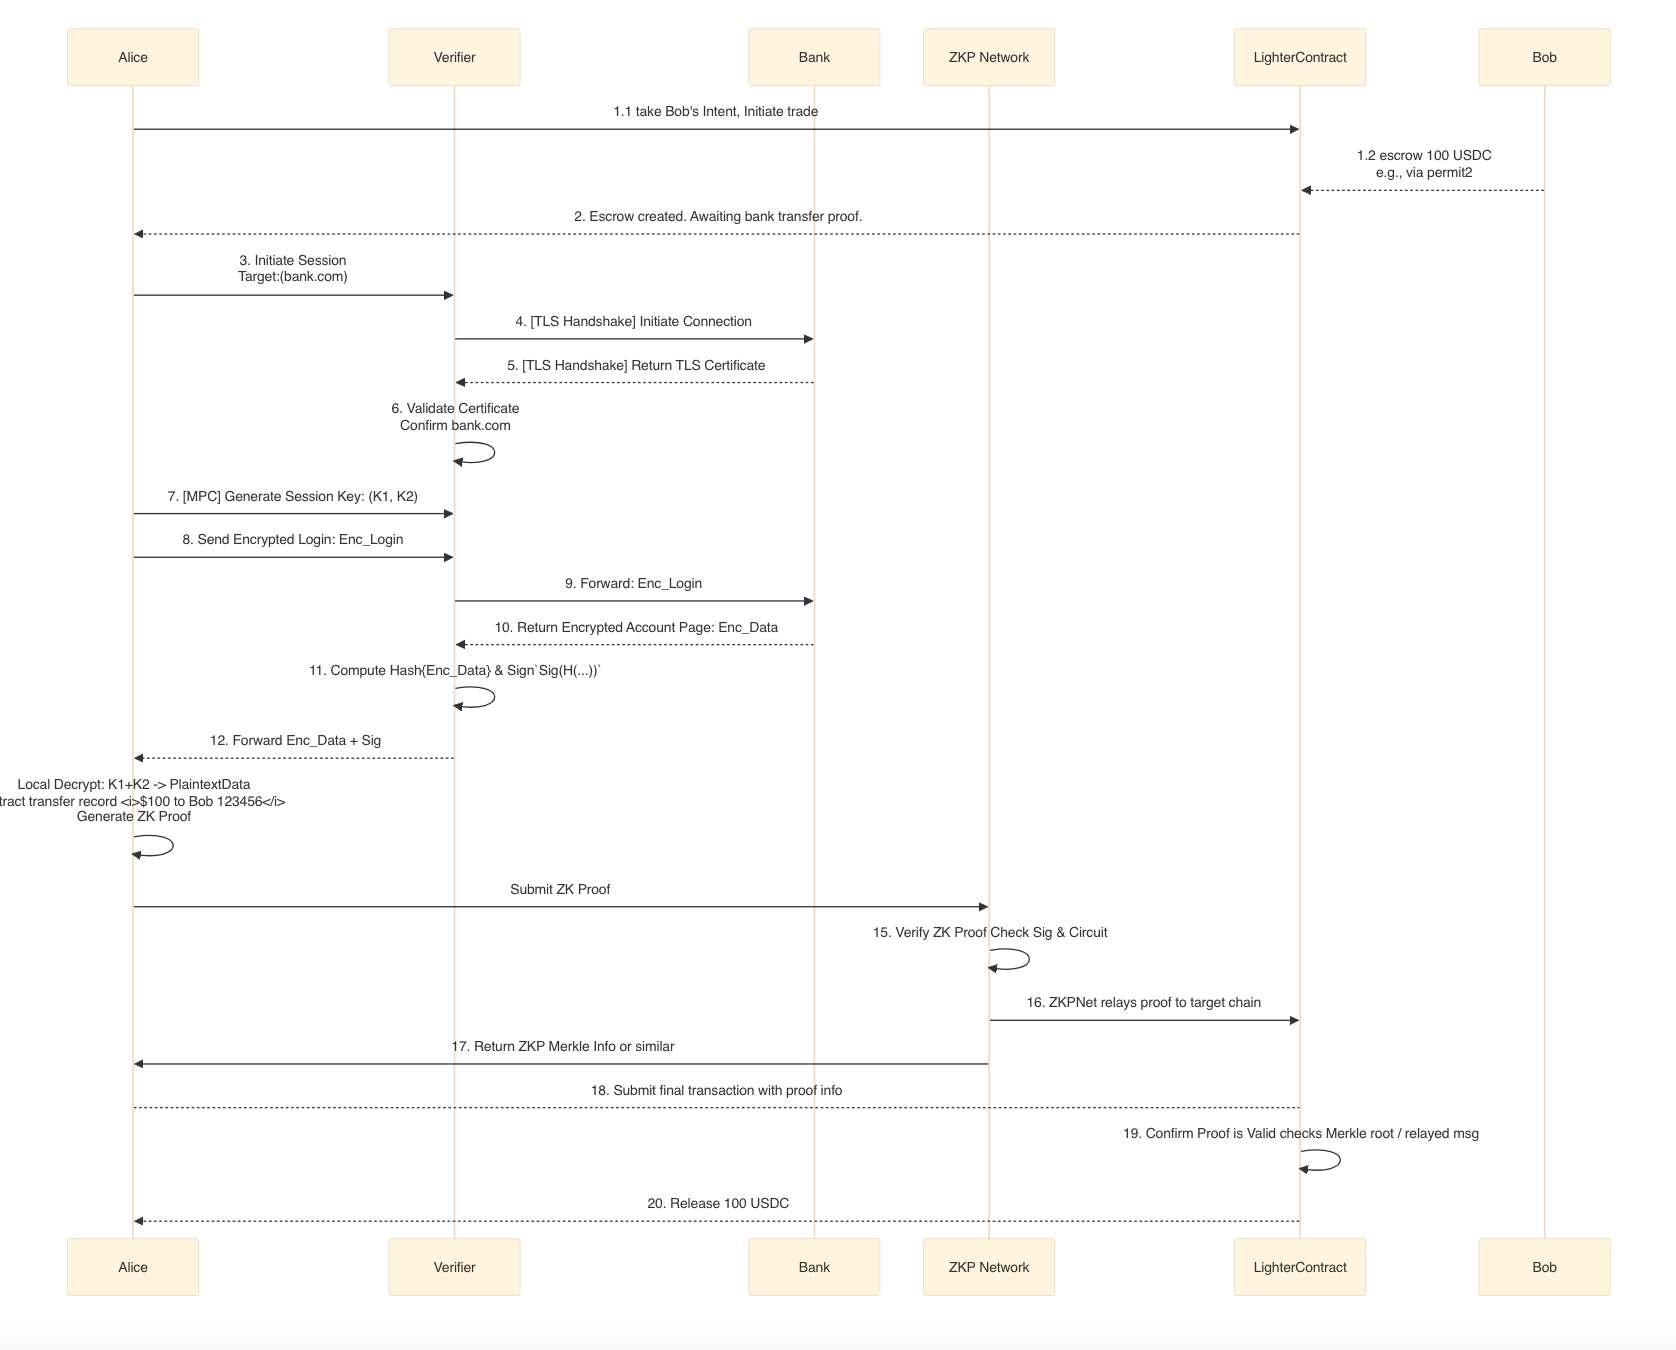 Alice
Verifier
Bank
ZKP Network
LighterContract
Bob
1.1 take Bob's Intent, Initiate trade
1.2 escrow 100 USDC
e.g., via permit2
2. Escrow created. Awaiting bank transfer proof.
3. Initiate Session
Target:(bank.com)
4. [TLS Handshake] Initiate Connection
5. [TLS Handshake] Return TLS Certificate
6. Validate Certificate
Confirm bank.com
7. [MPC] Generate Session Key: (K1, K2)
8. Send Encrypted Login: Enc_Login
9. Forward: Enc_Login
10. Return Encrypted Account Page: Enc_Data
11. Compute Hash{Enc_Data} & Sign`Sig(H(...))`
12. Forward Enc_Data + Sig
Local Decrypt: K1+K2 -> PlaintextData
tract transfer record <i>$100 to Bob 123456</i>
Generate ZK Proof
Submit ZK Proof
15. Verify ZK Proof Check Sig & Circuit
16. ZKPNet relays proof to target chain
17. Return ZKP Merkle Info or similar
18. Submit final transaction with proof info
19. Confirm Proof is Valid checks Merkle root / relayed msg
20. Release 100 USDC
Alice
Verifier
Bank
ZKP Network
LighterContract
Bob